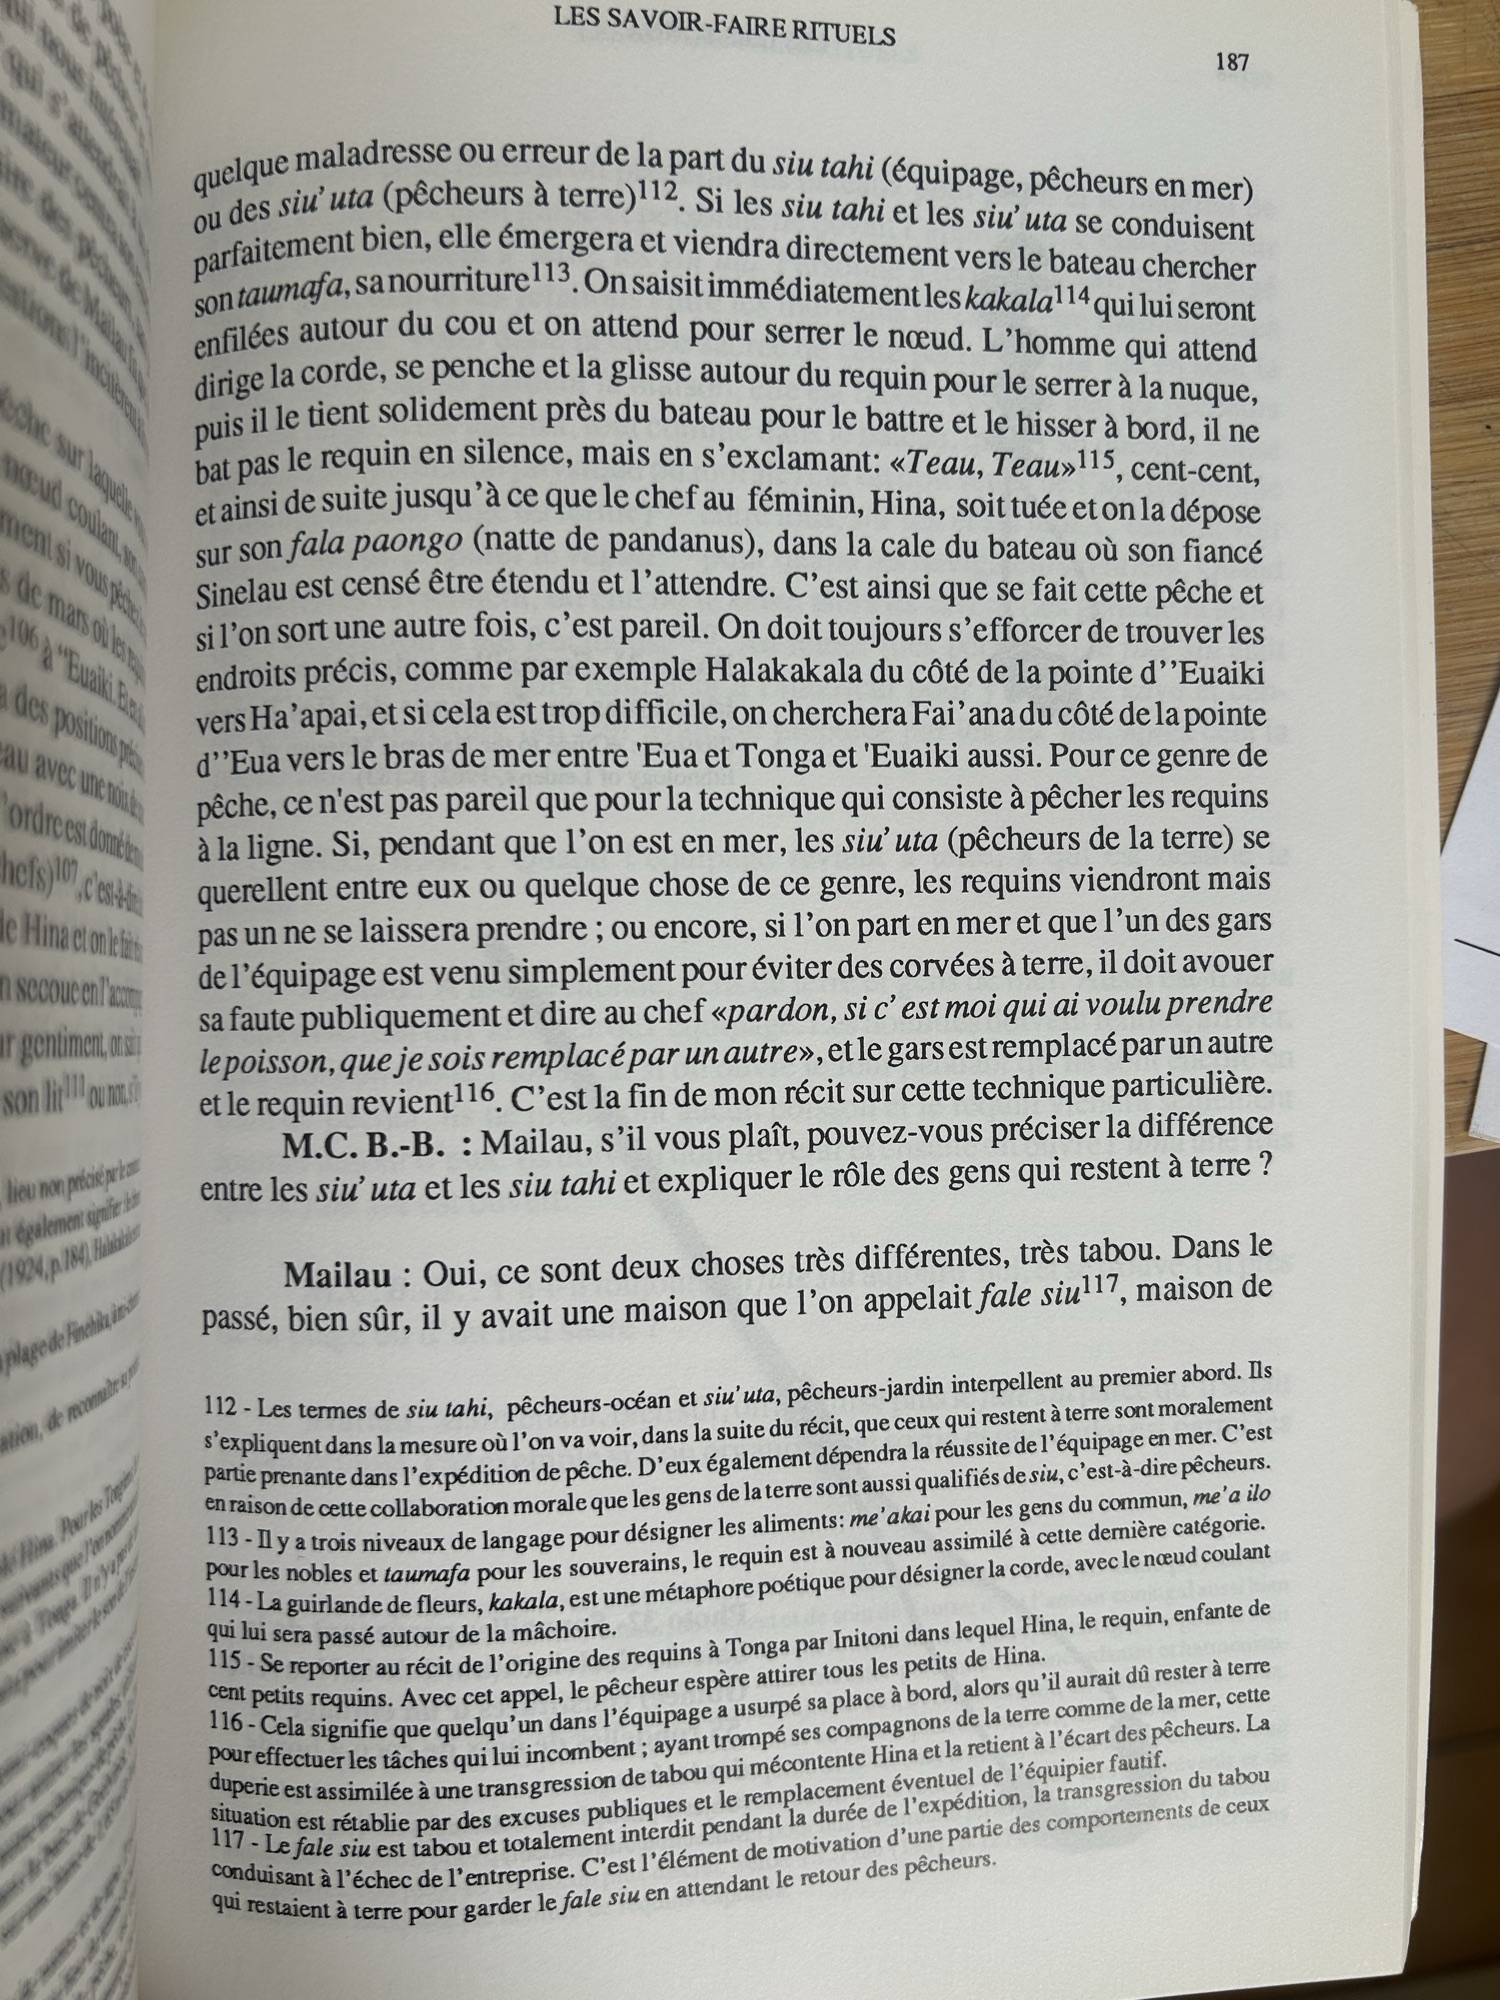 LES SAVOIR-FAIRE RITUELS
187
quelque maladresse ou erreur de la part du siu tahi (équipage, pêcheurs en mer)
ou des siu' uta (pêcheurs à terre)112. Si les siu tahi et les siu' uta se conduisent
parfaitement bien, elle émergera et viendra directement vers le bateau chercher
son taumafa, sa nourriture113. On saisit immédiatement les kakala114 qui lui seront
enfilées autour du cou et on attend pour serrer le nœud. L'homme qui attend
dirige la corde, se penche et la glisse autour du requin pour le serrer à la nuque,
puis il le tient solidement près du bateau pour le battre et le hisser à bord, il ne
bat pas le requin en silence, mais en s'exclamant: «Teau, Teau»115, cent-cent,
et ainsi de suite jusqu'à ce que le chef au féminin, Hina, soit tuée et on la dépose
sur son fala paongo (natte de pandanus), dans la cale du bateau où son fiancé
Sinelau est censé être étendu et l'attendre. C'est ainsi que se fait cette pêche et
si l'on sort une autre fois, c'est pareil. On doit toujours s'efforcer de trouver les
endroits précis, comme par exemple Halakakala du côté de la pointe d''Euaiki
vers Ha'apai, et si cela est trop difficile, on cherchera Fai'ana du côté de la pointe
d''Eua vers le bras de mer entre 'Eua et Tonga et 'Euaiki aussi. Pour ce genre de
pêche, ce n'est pas pareil que pour la technique qui consiste à pêcher les requins
à la ligne. Si, pendant que l'on est en mer, les siu' uta (pêcheurs de la terre) se
querellent entre eux ou quelque chose de ce genre, les requins viendront mais
pas un ne se laissera prendre ; ou encore, si l'on part en mer et que l'un des gars
de l'équipage est venu simplement pour éviter des corvées à terre, il doit avouer
sa faute publiquement et dire au chef «pardon, si c' est moi qui ai voulu prendre
le poisson, que je sois remplacé par un autre», et le gars est remplacé par un autre
et le requin revient116. C'est la fin de mon récit sur cette technique particulière.
M.C. B.-B. : Mailau, s'il vous plaît, pouvez-vous préciser la différence
entre les siu' uta et les siu tahi et expliquer le rôle des gens qui restent à terre ?
Mailau : Oui, ce sont deux choses très différentes, très tabou. Dans le
passé, bien sûr, il y avait une maison que l'on appelait fale siu117, maison de
112 - Les termes de siu tahi, pêcheurs-océan et siu' uta, pêcheurs-jardin interpellent au premier abord. Ils
s'expliquent dans la mesure où l'on va voir, dans la suite du récit, que ceux qui restent à terre sont moralement
partie prenante dans l'expédition de pêche. D'eux également dépendra la réussite de l'équipage en mer. C'est
en raison de cette collaboration morale que les gens de la terre sont aussi qualifiés de siu, c'est-à-dire pêcheurs.
113 - Il y a trois niveaux de langage pour désigner les aliments: me' akai pour les gens du commun, me' a ilo
pour les nobles et taumafa pour les souverains, le requin est à nouveau assimilé à cette dernière catégorie.
114 - La guirlande de fleurs, kakala, est une métaphore poétique pour désigner la corde, avec le nœud coulant
qui lui sera passé autour de la mâchoire.
115 - Se reporter au récit de l'origine des requins à Tonga par Initoni dans lequel Hina, le requin, enfante de
cent petits requins. Avec cet appel, le pêcheur espère attirer tous les petits de Hina.
116 - Cela signifie que quelqu'un dans l'équipage a usurpé sa place à bord, alors qu'il aurait dû rester à terre
pour effectuer les tâches qui lui incombent ; ayant trompé ses compagnons de la terre comme de la mer, cette
duperie est assimilée à une transgression de tabou qui mécontente Hina et la retient à l'écart des pêcheurs. La
situation est rétablie par des excuses publiques et le remplacement éventuel de l'équipier fautif.
117 - Le fale siu est tabou et totalement interdit pendant la durée de l'expédition, la transgression du tabou
conduisant à l'échec de l'entreprise. C'est l'élément de motivation d'une partie des comportements de ceux
qui restaient à terre pour garder le fale siu en attendant le retour des pêcheurs.